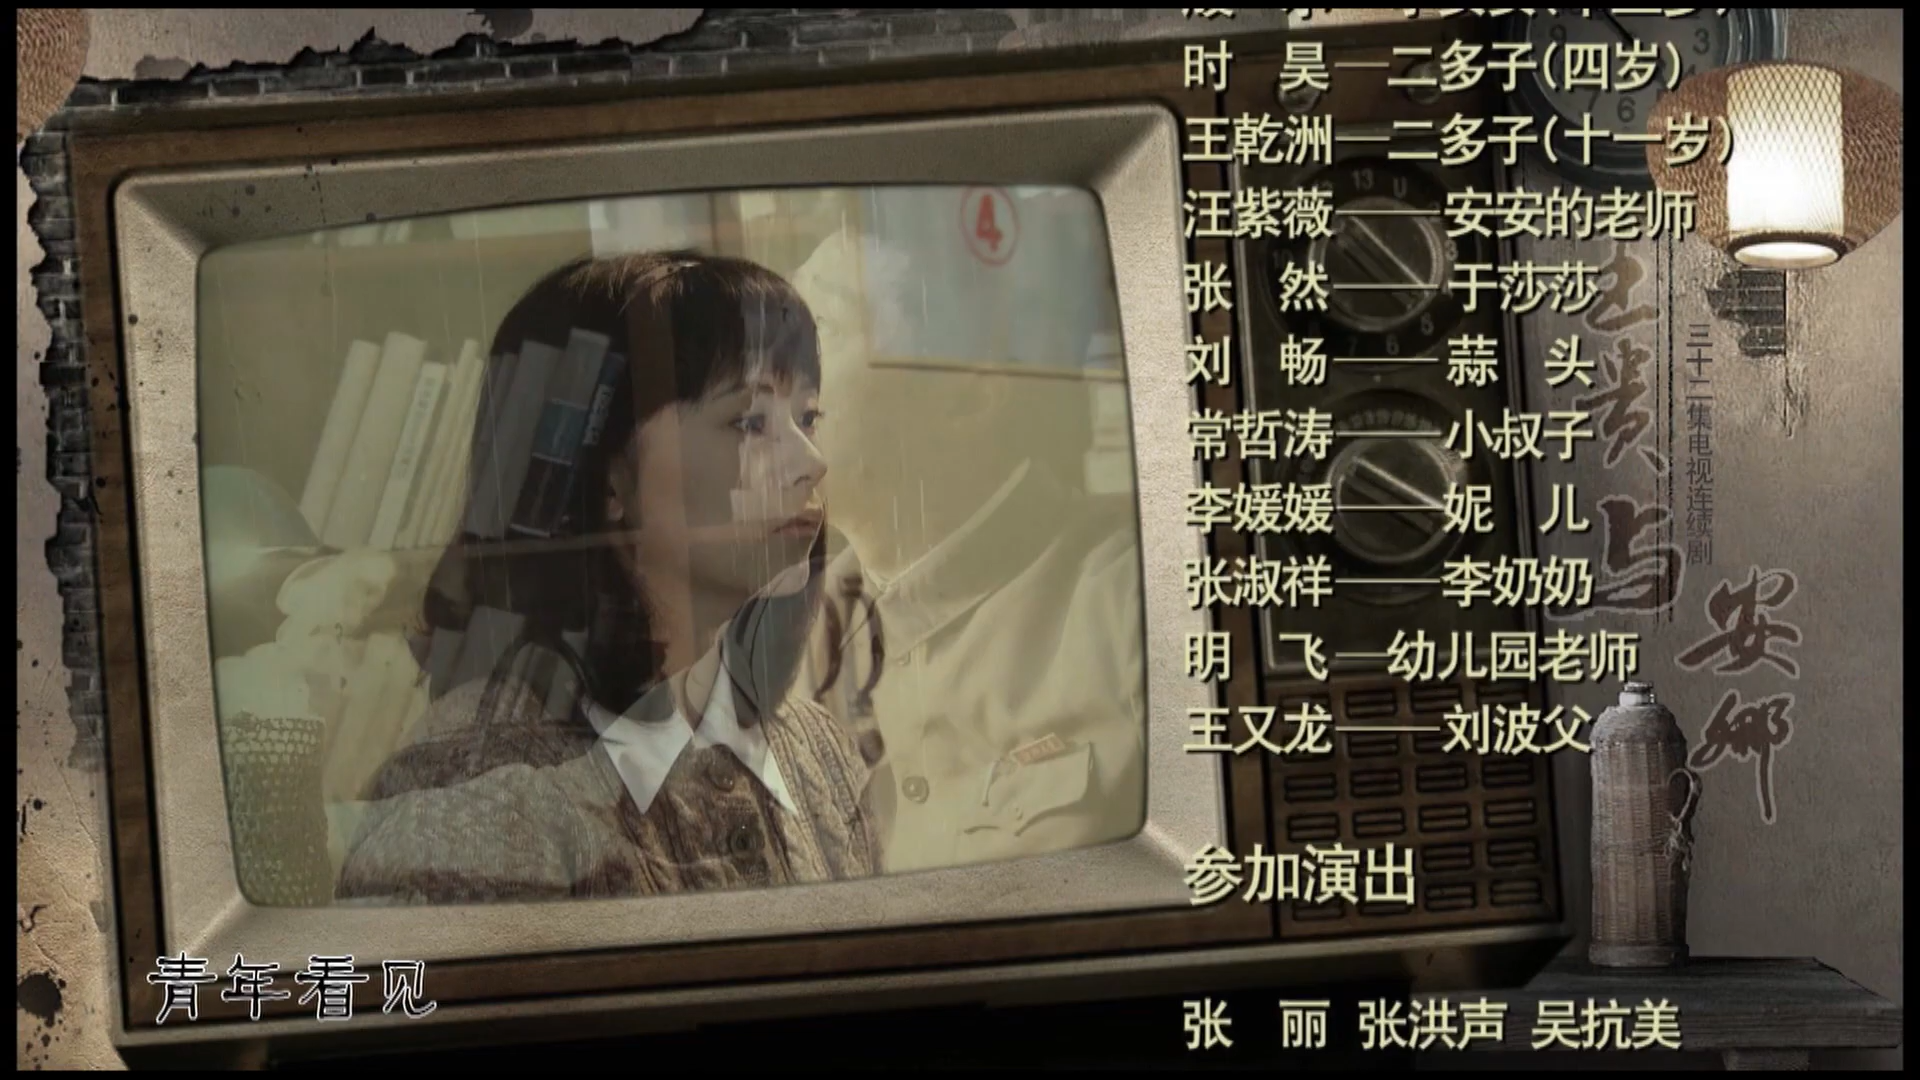 时　昊—二多子(四岁)
王乾洲—二多子(十一岁)
汪紫薇——安安的老师
张　然——于莎莎
刘　畅——蒜　头
常哲涛——小叔子
李媛媛——妮　儿
张淑祥——李奶奶
明　飞—幼儿园老师
王又龙——刘波父
参加演出
张　丽 张洪声 吴抗美
王贵与
安娜
三十二集电视连续剧
青年看见
④